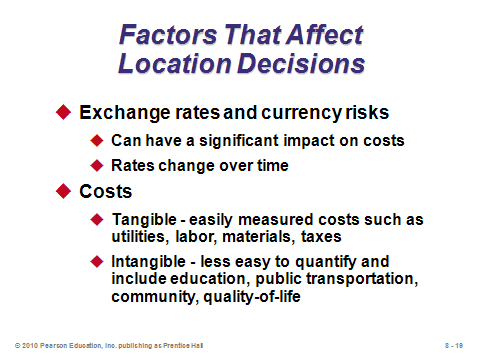 Factors That Affect
Location Decisions
Exchange rates and currency risks
Can have a significant impact on costs
Rates change over time
Costs
Tangible - easily measured costs such as
utilities, labor, materials, taxes
Intangible - less easy to quantify and
include education, public transportation,
community, quality-of-life
© 2010 Pearson Education, Inc. publishing as Prentice Hall
8 - 19